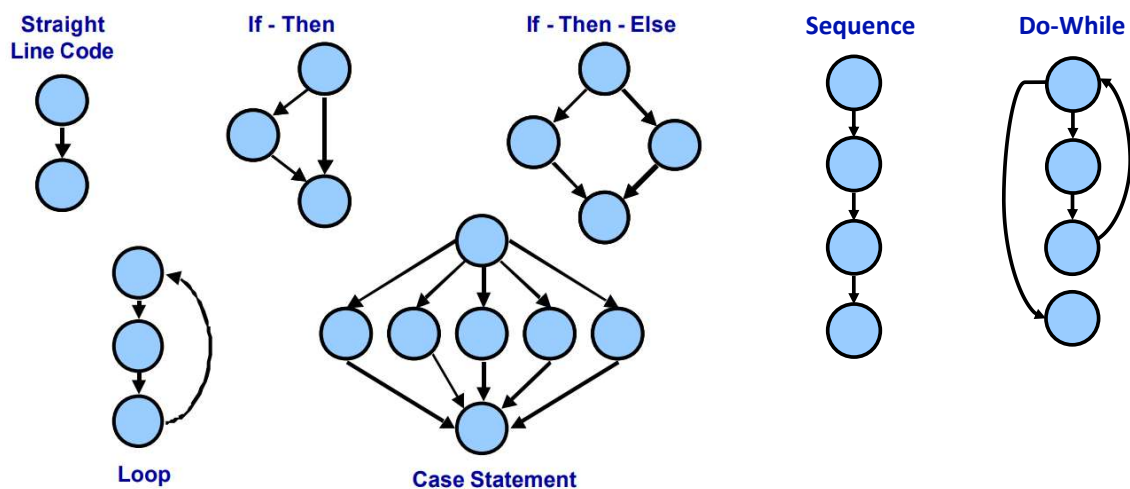 Straight
Line Code
If - Then
If - Then - Else
Sequence
Do-While
Loop
Case Statement